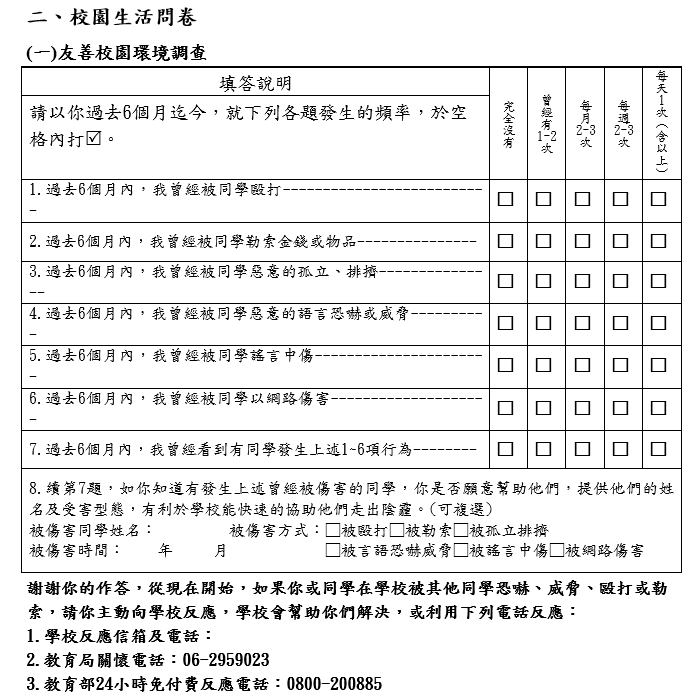 二、校園生活問卷
(一)友善校園環境調查
填答說明
請以你過去6個月迄今，就下列各題發生的頻率，於空
格內打☑。
完全沒有
曾經有1-2次
每月2-3次
每週2-3次
每天1次（含以上）
1.過去6個月內，我曾經被同學毆打-------------------------
-
□ □ □ □ □
2.過去6個月內，我曾經被同學勒索金錢或物品---------------
□ □ □ □ □
3.過去6個月內，我曾經被同學惡意的孤立、排擠-------------
--
□ □ □ □ □
4.過去6個月內，我曾經被同學惡意的語言恐嚇或威脅---------
-
□ □ □ □ □
5.過去6個月內，我曾經被同學謠言中傷---------------------
-
□ □ □ □ □
6.過去6個月內，我曾經被同學以網路傷害-------------------
-
□ □ □ □ □
7.過去6個月內，我曾經看到有同學發生上述1~6項行為--------
□ □ □ □ □
8.續第7題，如你知道有發生上述曾經被傷害的同學，你是否願意幫助他們，提供他們的姓
名及受害型態，有利於學校能快速的協助他們走出陰霾。(可複選)
被傷害同學姓名： 被傷害方式：□被毆打□被勒索□被孤立排擠
被傷害時間： 年 月 □被言語恐嚇威脅□被謠言中傷□被網路傷害
謝謝你的作答，從現在開始，如果你或同學在學校被其他同學恐嚇、威脅、毆打或勒
索，請你主動向學校反應，學校會幫助你們解決，或利用下列電話反應：
1.學校反應信箱及電話：
2.教育局關懷電話：06-2959023
3.教育部24小時免付費反應電話：0800-200885